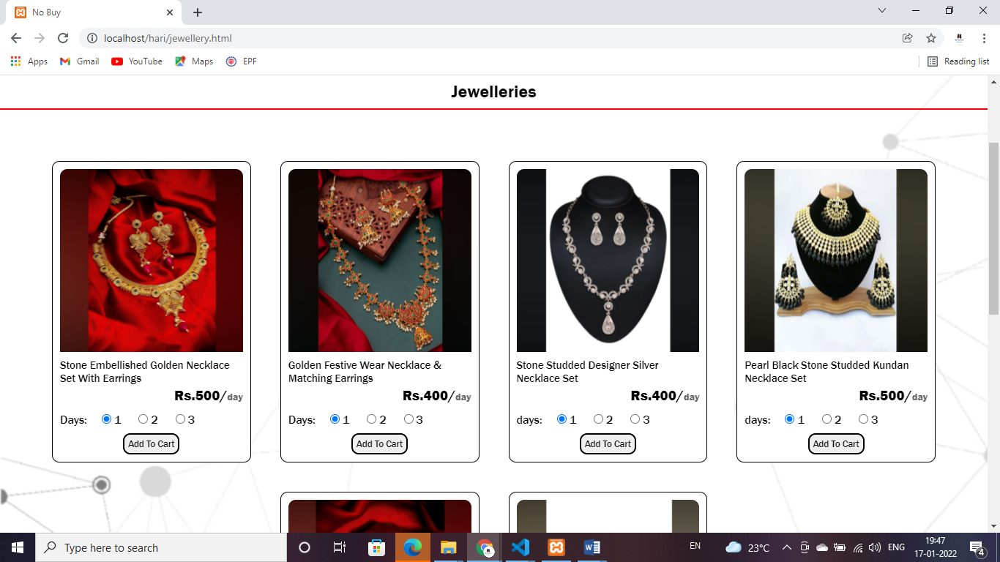 No Buy
localhost/hari/jewellery.html
Apps Gmail YouTube Maps EPF Reading list
Jewelleries
Stone Embellished Golden Necklace
Set With Earrings
Rs.500/day
Days: 1 2 3
Add To Cart
Golden Festive Wear Necklace &
Matching Earrings
Rs.400/day
Days: 1 2 3
Add To Cart
Stone Studded Designer Silver
Necklace Set
Rs.400/day
days: 1 2 3
Add To Cart
Pearl Black Stone Studded Kundan
Necklace Set
Rs.500/day
days: 1 2 3
Add To Cart
Type here to search
EN
23°C
ENG
19:47
17-01-2022
4